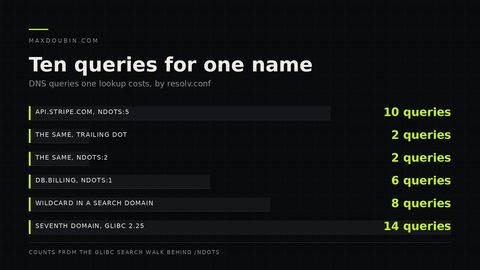 MAXDOUBIN.COM
Ten queries for one name
DNS queries one lookup costs, by resolv.conf
API.STRIPE.COM, NDOTS:5 10 queries
THE SAME, TRAILING DOT 2 queries
THE SAME, NDOTS:2 2 queries
DB.BILLING, NDOTS:1 6 queries
WILDCARD IN A SEARCH DOMAIN 8 queries
SEVENTH DOMAIN, GLIBC 2.25 14 queries
COUNTS FROM THE GLIBC SEARCH WALK BEHIND /NDOTS